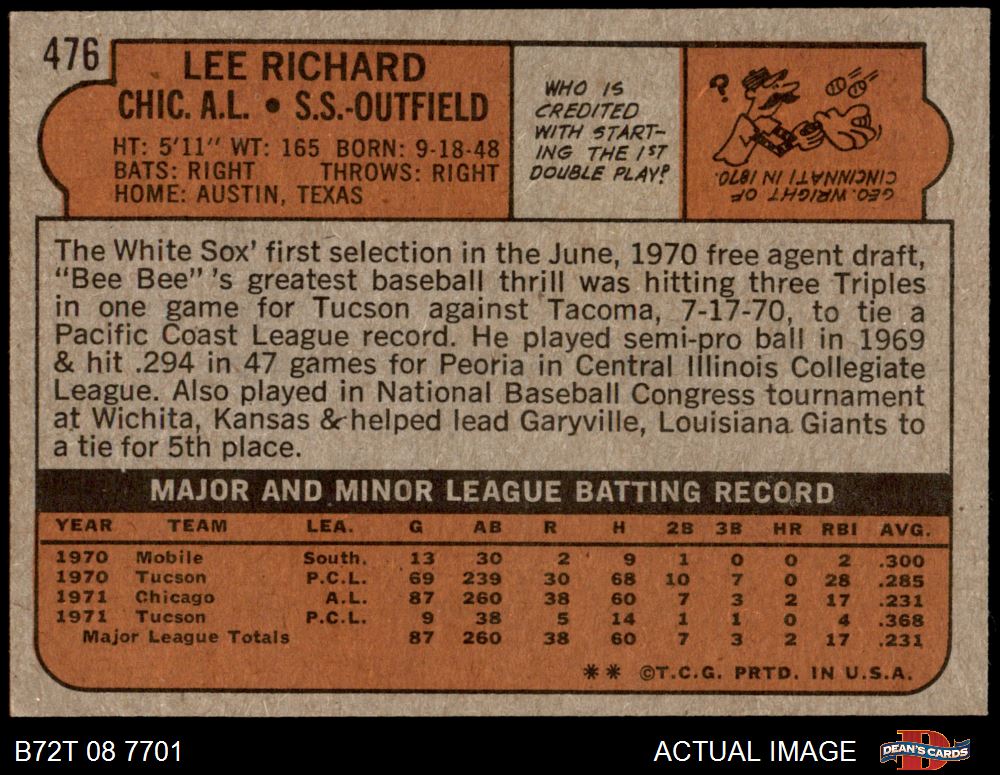 476
LEE RICHARD
CHIC. A.L. • S.S.-OUTFIELD
HT: 5'11" WT: 165 BORN: 9-18-48
BATS: RIGHT THROWS: RIGHT
HOME: AUSTIN, TEXAS
WHO IS
CREDITED
WITH START-
ING THE 1ST
DOUBLE PLAY?
?
GEO. WRIGHT OF
CINCINNATI IN 1870.
The White Sox' first selection in the June, 1970 free agent draft,
"Bee Bee" 's greatest baseball thrill was hitting three Triples
in one game for Tucson against Tacoma, 7-17-70, to tie a
Pacific Coast League record. He played semi-pro ball in 1969
& hit .294 in 47 games for Peoria in Central Illinois Collegiate
League. Also played in National Baseball Congress tournament
at Wichita, Kansas & helped lead Garyville, Louisiana Giants to
a tie for 5th place.
MAJOR AND MINOR LEAGUE BATTING RECORD
YEAR TEAM LEA. G AB R H 2B 3B HR RBI AVG.
1970 Mobile South. 13 30 2 9 1 0 0 2 .300
1970 Tucson P.C.L. 69 239 30 68 10 7 0 28 .285
1971 Chicago A.L. 87 260 38 60 7 3 2 17 .231
1971 Tucson P.C.L. 9 38 5 14 1 1 0 4 .368
Major League Totals 87 260 38 60 7 3 2 17 .231
** ©T.C.G. PRTD. IN U.S.A.
B72T 08 7701 ACTUAL IMAGE DEAN'S CARDS